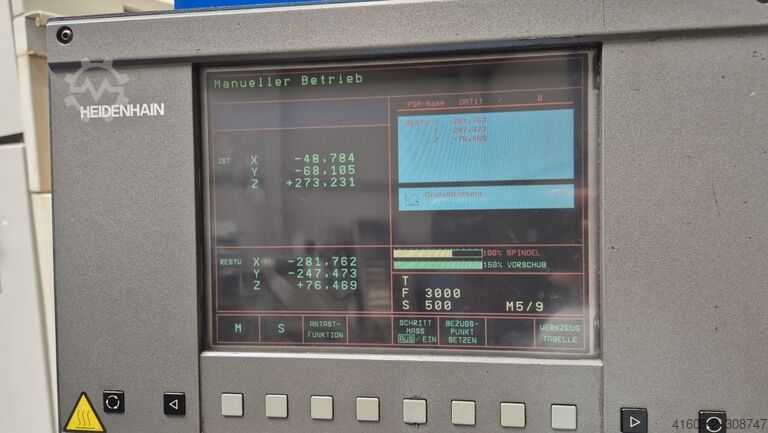 HEIDENHAIN
Manueller Betrieb
PGM-Name DAT11 / 0
RESTW X -281,762
Y -247,473
Z +76,469
Grunddrehung
IST X -48,784
Y -68,105
Z +273,231
RESTW X -281,762
Y -247,473
Z +76,469
100% SPINDEL
150% VORSCHUB
T
F 3000
S 500 M5/9
M
S
ANTAST-
FUNKTION
SCHRITT
MASS
AUS / EIN
BEZUGS-
PUNKT
SETZEN
WERKZEUG
TABELLE